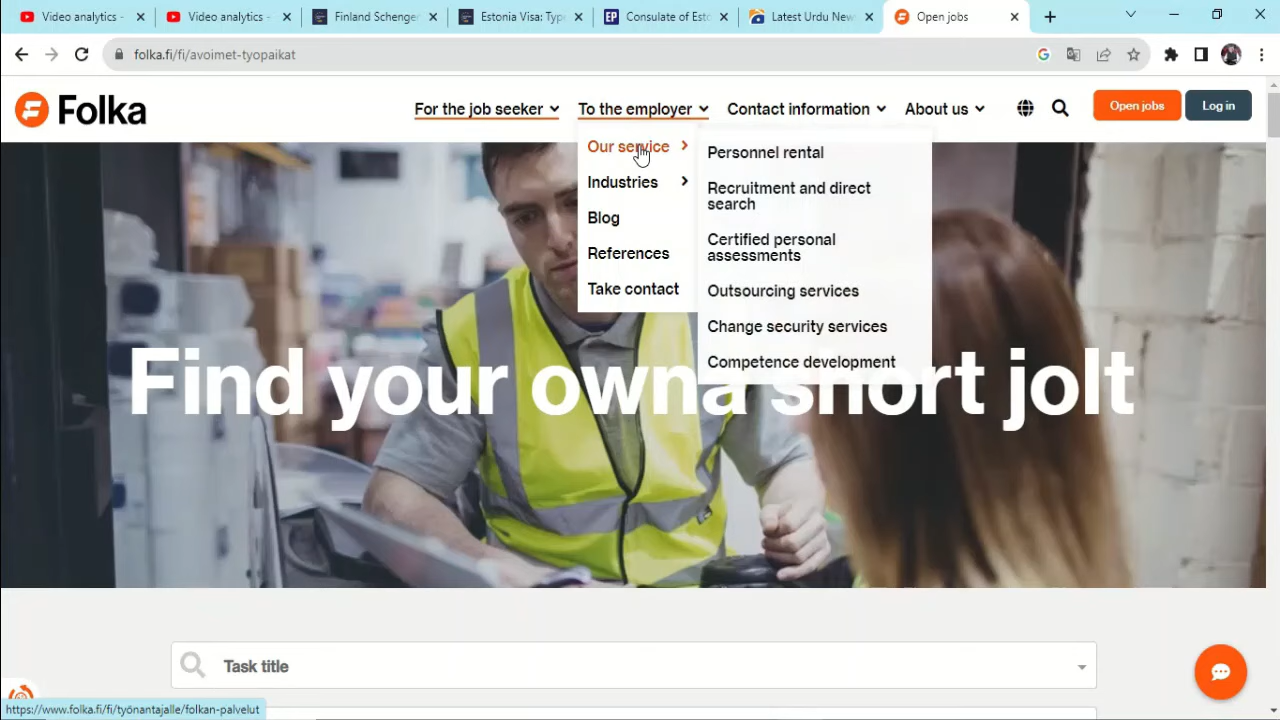 Video analytics -
Video analytics -
Finland Schenger
Estonia Visa: Type
Consulate of Esto
Latest Urdu New
Open jobs
folka.fi/fi/avoimet-tyopaikat
Folka
For the job seeker
To the employer
Contact information
About us
Open jobs
Log in
Our service
Industries
Blog
References
Take contact
Personnel rental
Recruitment and direct
search
Certified personal
assessments
Outsourcing services
Change security services
Competence development
Find your owna short jolt
Task title
https://www.folka.fi/fi/työnantajalle/folkan-palvelut